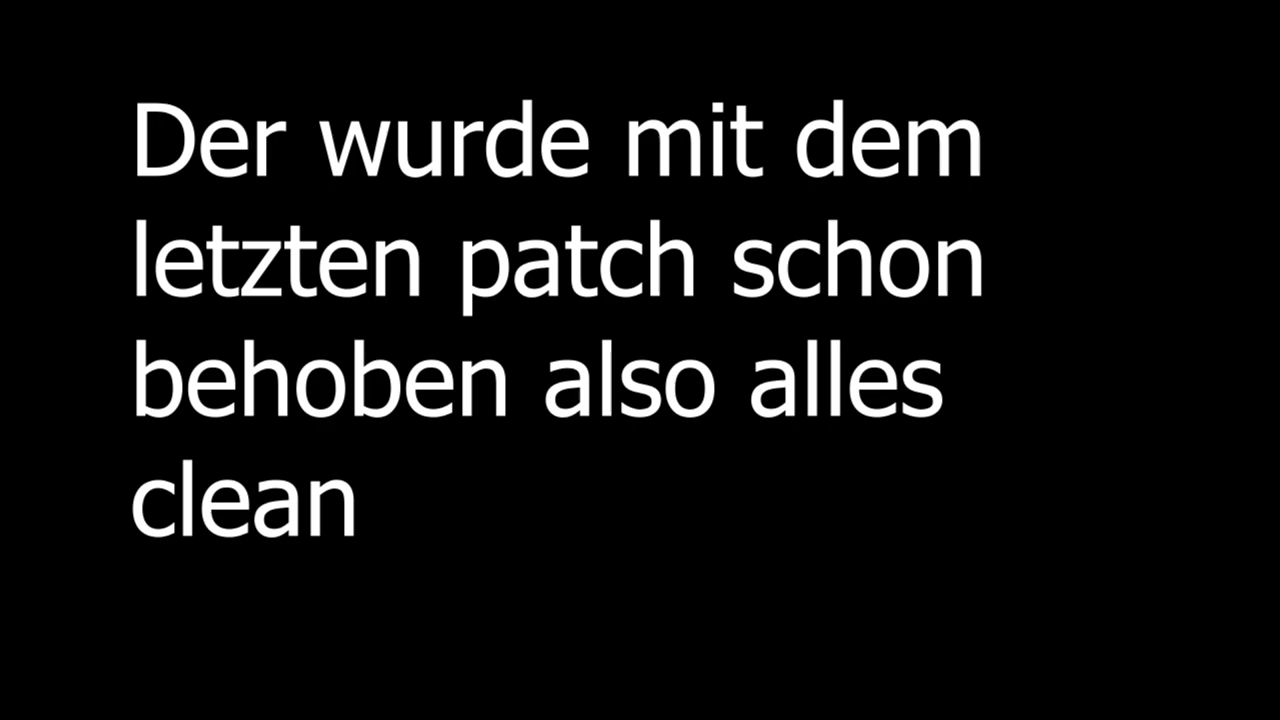 Der wurde mit dem
letzten patch schon
behoben also alles
clean